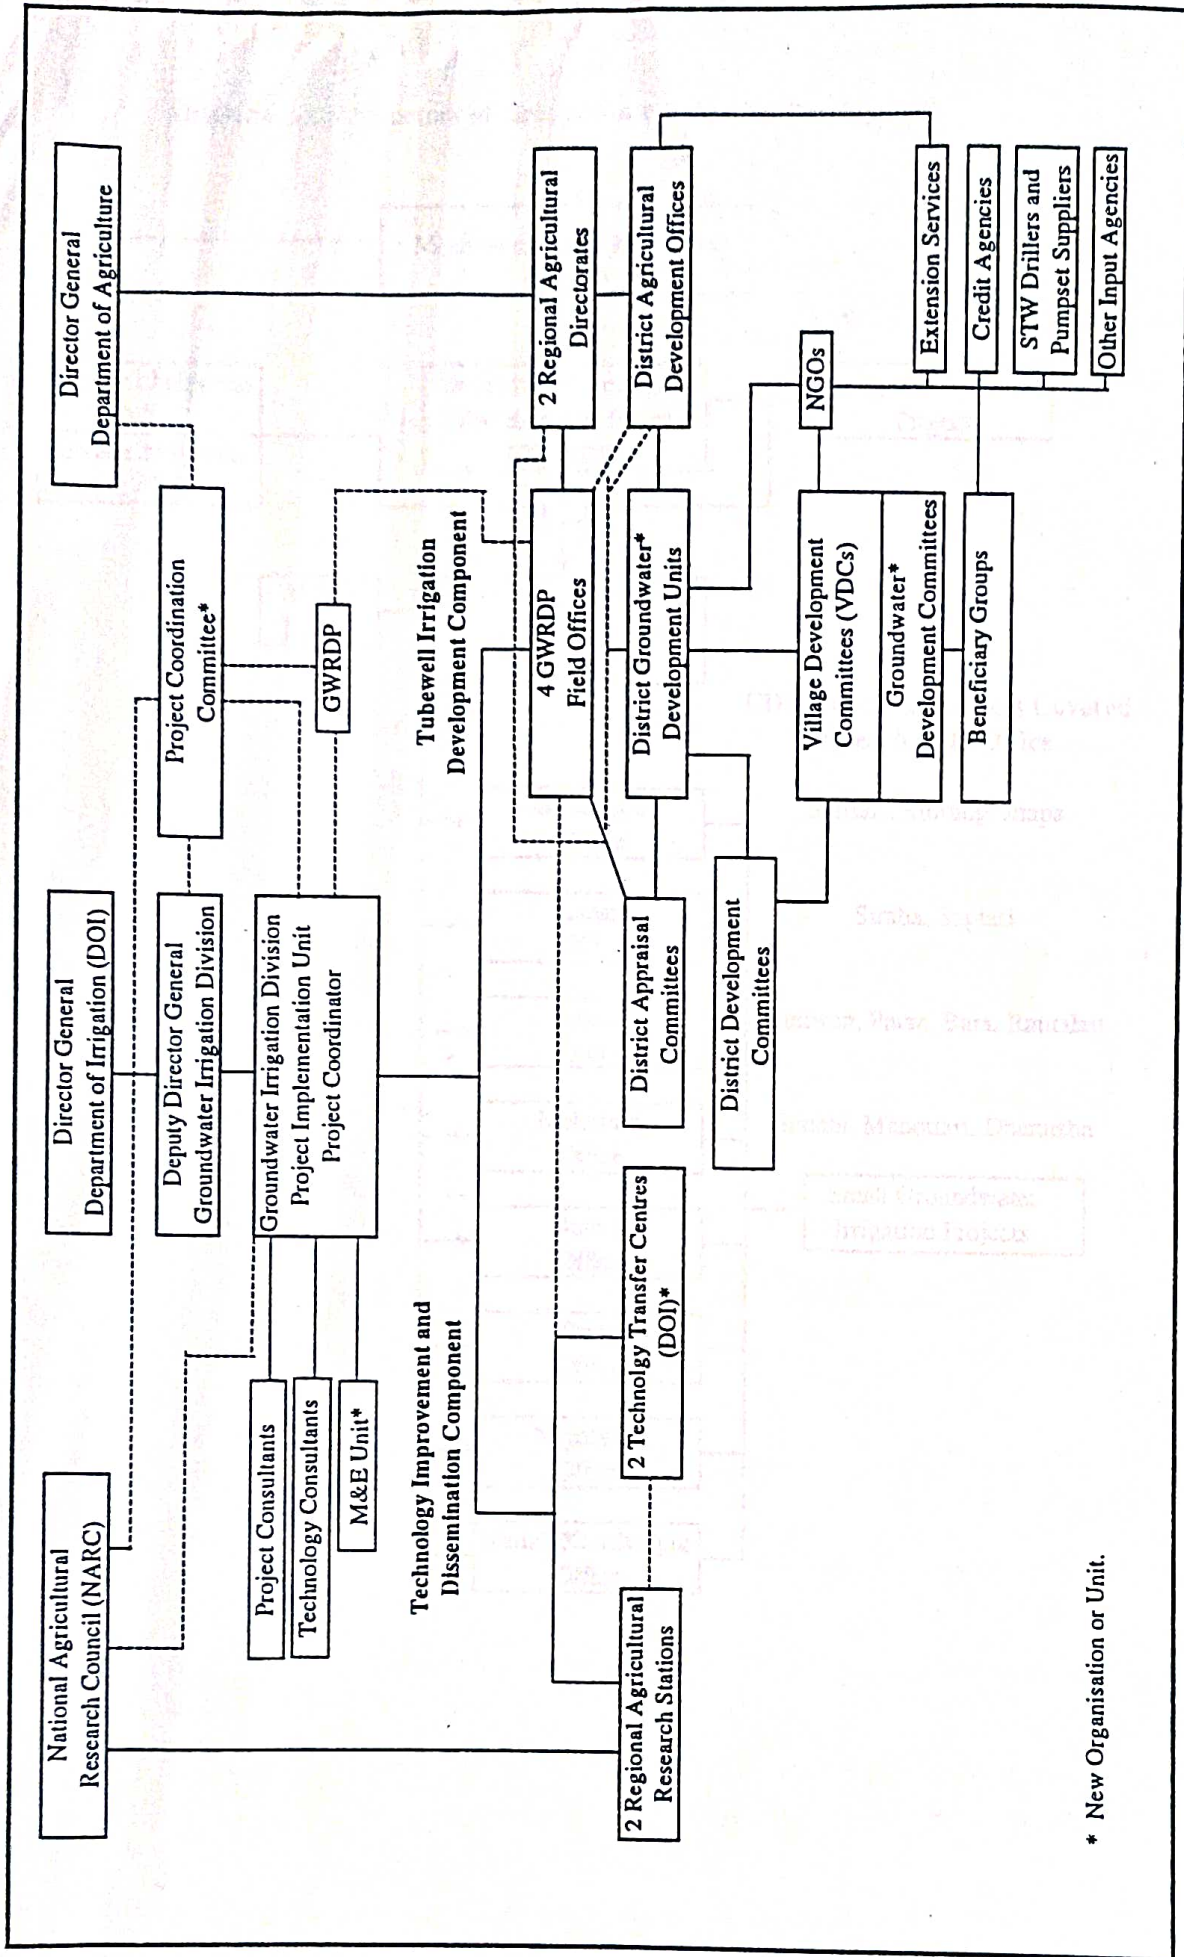 National Agricultural
Research Council (NARC)
Director General
Department of Irrigation (DOI)
Director General
Department of Agriculture
Deputy Director General
Groundwater Irrigation Division
Project Coordination
Committee*
Groundwater Irrigation Division
Project Implementation Unit
Project Coordinator
GWRDP
Project Consultants
Technology Consultants
M&E Unit*
Technology Improvement and
Dissemination Component
Tubewell Irrigation
Development Component
4 GWRDP
Field Offices
2 Regional Agricultural
Directorates
2 Regional Agricultural
Research Stations
2 Technolgy Transfer Centres
(DOI)*
District Appraisal
Committees
District Groundwater*
Development Units
District Agricultural
Development Offices
District Development
Committees
Village Development
Committees (VDCs)
Groundwater*
Development Committees
NGOs
Beneficiary Groups
Extension Services
Credit Agencies
STW Drillers and
Pumpset Suppliers
Other Input Agencies
* New Organisation or Unit.